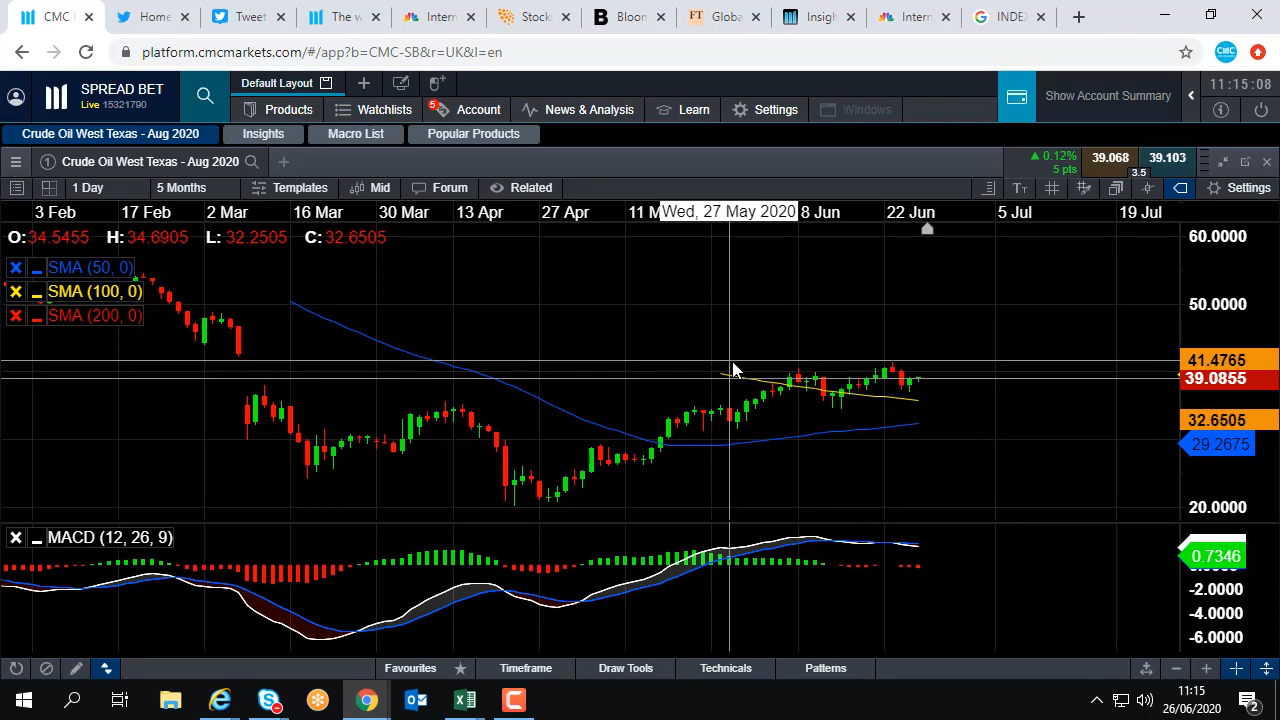 CMC M
Home
Tweet
The w
Intern
Stocks
Bloon
Globa
Insigh
Intern
INDEX
platform.cmcmarkets.com/#/app?b=CMC-SB&r=UK&l=en
SPREAD BET
Live 15321790
Default Layout
Products
Watchlists
5
Account
News & Analysis
Learn
Settings
Windows
Show Account Summary
11:15:08
Crude Oil West Texas - Aug 2020
Insights
Macro List
Popular Products
1 Crude Oil West Texas - Aug 2020
0.12%
5 pts
39.068
3.5
39.103
1 Day
5 Months
Templates
Mid
Forum
Related
Settings
3 Feb
17 Feb
2 Mar
16 Mar
30 Mar
13 Apr
27 Apr
11 M
Wed, 27 May 2020
8 Jun
22 Jun
5 Jul
19 Jul
O:34.5455 H: 34.6905 L: 32.2505 C: 32.6505
SMA (50, 0)
SMA (100, 0)
SMA (200, 0)
60.0000
50.0000
41.4765
39.0855
32.6505
29.2675
20.0000
MACD (12, 26, 9)
0.7346
-2.0000
-4.0000
-6.0000
Favourites
Timeframe
Draw Tools
Technicals
Patterns
11:15
26/06/2020
2